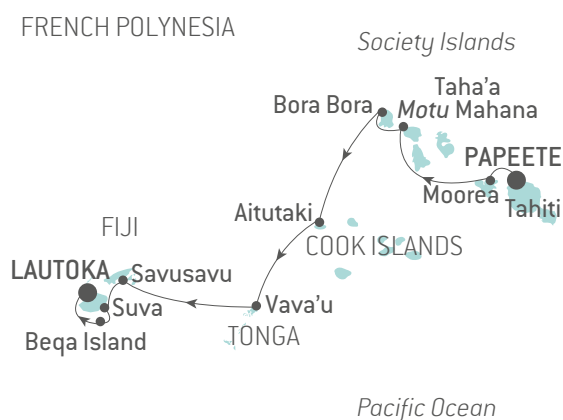 FRENCH POLYNESIA
Society Islands
Taha'a
Bora Bora
Motu Mahana
PAPEETE
Moorea
Tahiti
Aitutaki
FIJI
COOK ISLANDS
LAUTOKA
Savusavu
Suva
Vava'u
Beqa Island
TONGA
Pacific Ocean